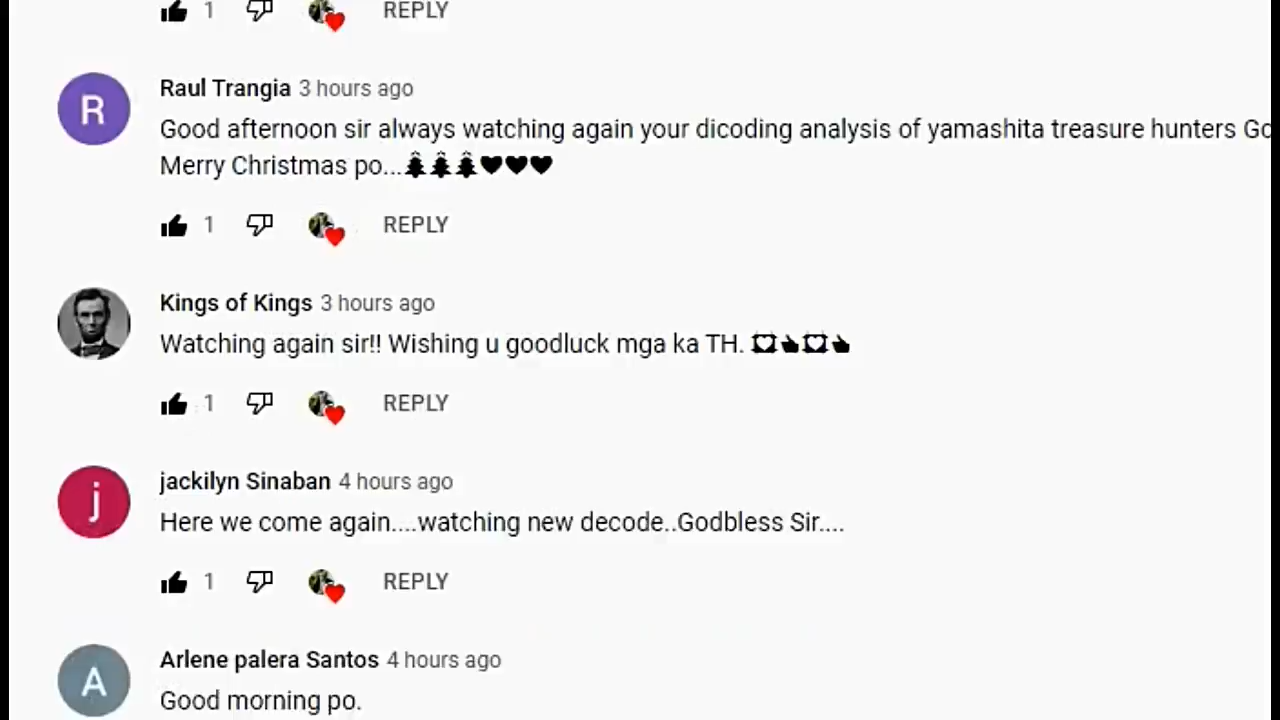 1 REPLY
Raul Trangia 3 hours ago
Good afternoon sir always watching again your dicoding analysis of yamashita treasure hunters
Merry Christmas po...🎄🎄🎄♥♥♥
1 REPLY
Kings of Kings 3 hours ago
Watching again sir!! Wishing u goodluck mga ka TH.
1 REPLY
jackilyn Sinaban 4 hours ago
Here we come again....watching new decode..Godbless Sir....
1 REPLY
Arlene palera Santos 4 hours ago
Good morning po.
R
j
A